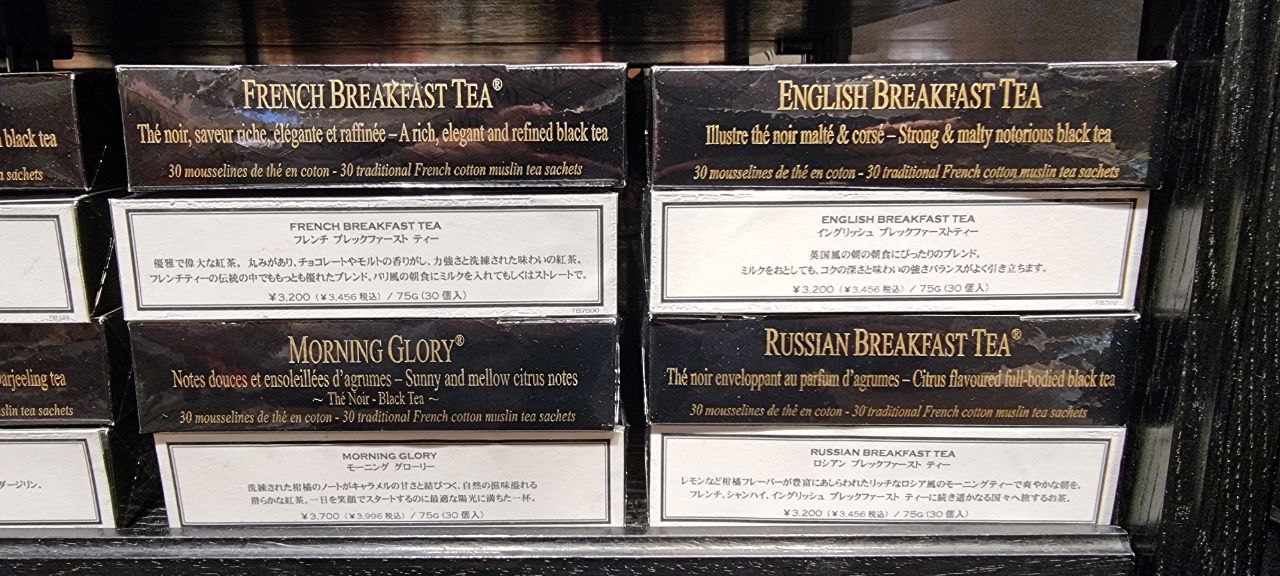 black tea
sachets
FRENCH BREAKFAST TEA®
Thé noir, saveur riche, élégante et raffinée – A rich, elegant and refined black tea
30 mousselines de thé en coton - 30 traditional French cotton muslin tea sachets
ENGLISH BREAKFAST TEA
Illustre thé noir malté & corsé – Strong & malty notorious black tea
30 mousselines de thé en coton - 30 traditional French cotton muslin tea sachets
FRENCH BREAKFAST TEA
フレンチ ブレックファースト ティー
優雅で偉大な紅茶。丸みがあり、チョコレートやモルトの香りがし、力強さと洗練された味わいの紅茶。
フレンチティーの伝統の中でももっとも優れたブレンド、パリ風の朝食にミルクを入れてもしくはストレートで。
¥3,200 (¥3,456 税込) / 75G (30 個入)
TB7000
ENGLISH BREAKFAST TEA
イングリッシュ ブレックファーストティー
英国風の朝の朝食にぴったりのブレンド。
ミルクをおとしても、コクの深さと味わいの強さバランスがよく引き立ちます。
¥3,200 (¥3,456 税込) / 75G (30 個入)
arjeeling tea
slin tea sachets
MORNING GLORY®
Notes douces et ensoleillées d'agrumes – Sunny and mellow citrus notes
~ Thé Noir - Black Tea ~
30 mousselines de thé en coton - 30 traditional French cotton muslin tea sachets
RUSSIAN BREAKFAST TEA®
Thé noir enveloppant au parfum d'agrumes – Citrus flavoured full-bodied black tea
30 mousselines de thé en coton - 30 traditional French cotton muslin tea sachets
ダージリン。
MORNING GLORY
モーニング グローリー
洗練された柑橘のノートがキャラメルの甘さと結びつく、自然の滋味溢れる
滑らかな紅茶。一日を笑顔でスタートするのに最適な陽光に満ちた一杯。
¥3,700 (¥3,996 税込) / 75G (30 個入)
RUSSIAN BREAKFAST TEA
ロシアン ブレックファースト ティー
レモンなど柑橘フレーバーが豊富にあしらわれたリッチなロシア風のモーニングティーで爽やかな朝を。
フレンチ、シャンハイ、イングリッシュ ブレックファースト ティーに続き遥かなる国々へ旅するお茶。
¥3,200 (¥3,456 税込) / 75G (30 個入)